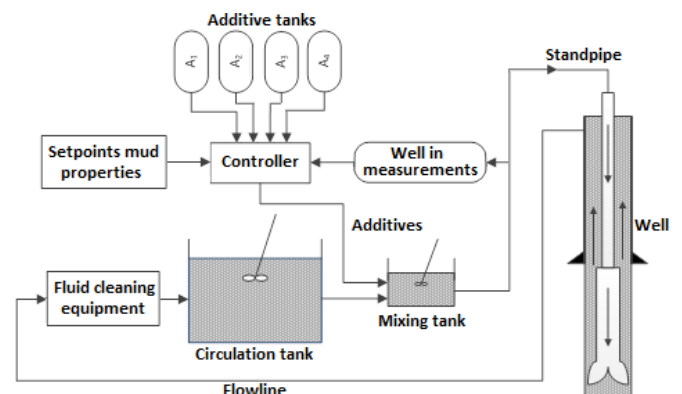 Additive tanks
A₁
A₂
A₃
A₄
Standpipe
Setpoints mud
properties
Controller
Well in
measurements
Additives
Well
Fluid cleaning
equipment
Mixing tank
Circulation tank
Flowline